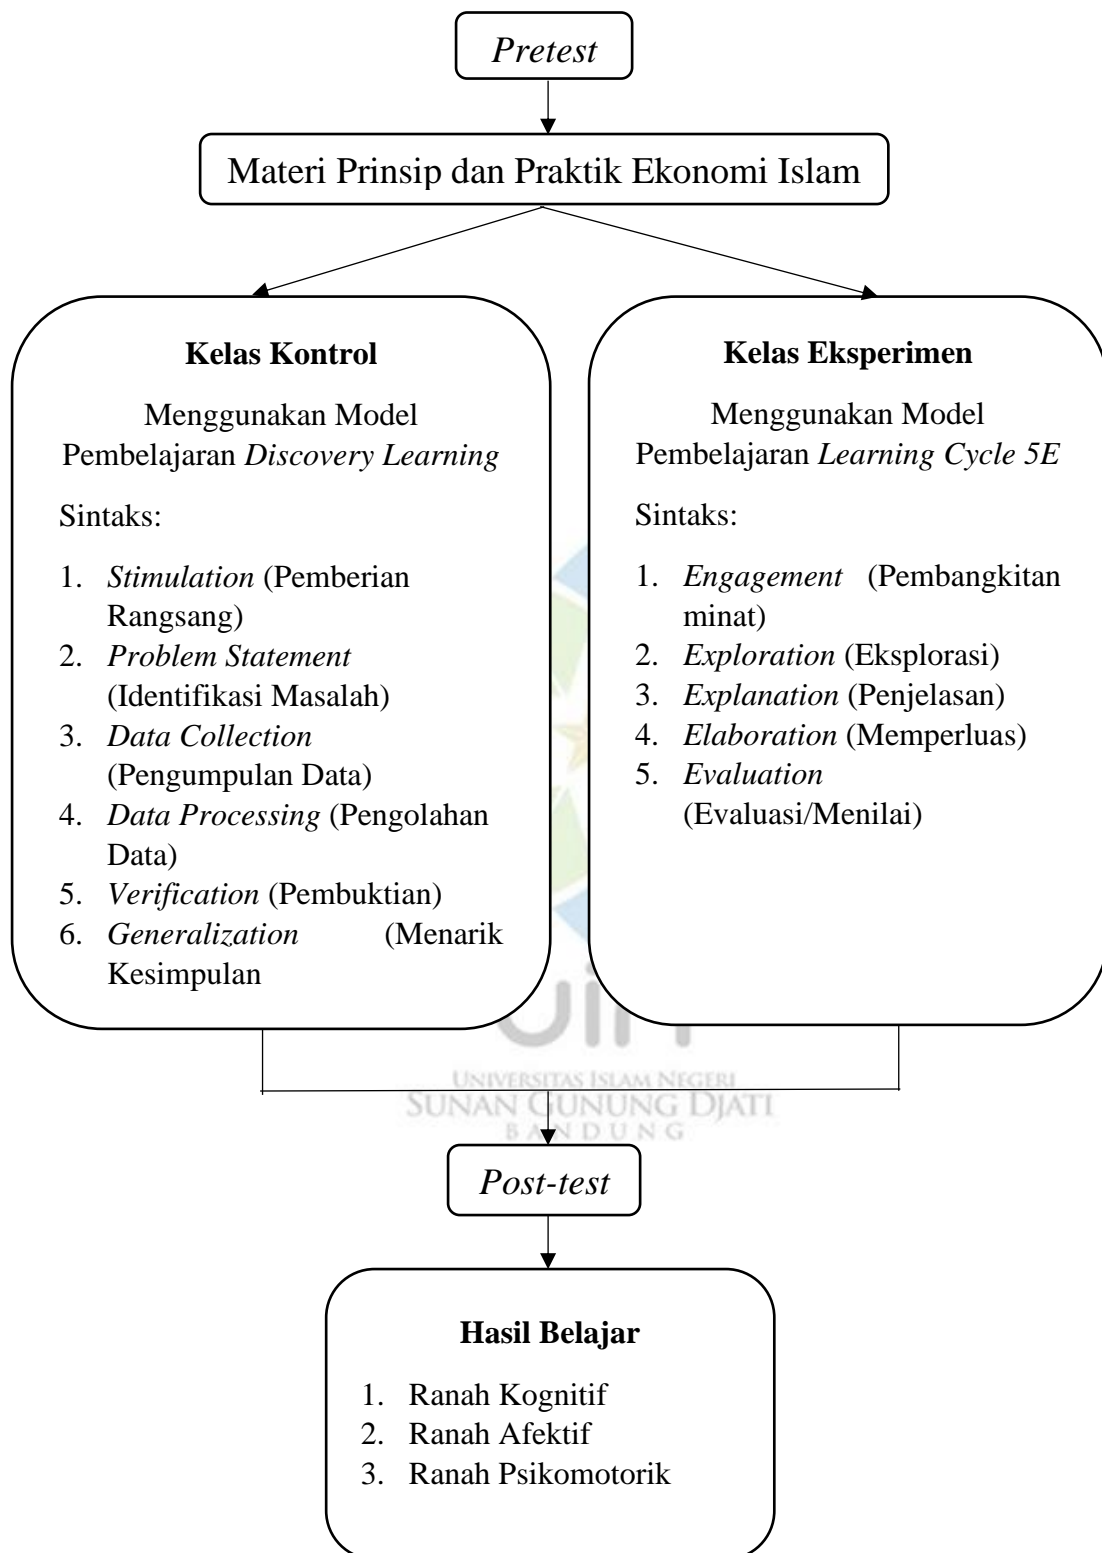 Pretest
Materi Prinsip dan Praktik Ekonomi Islam
Kelas Kontrol
Menggunakan Model
Pembelajaran Discovery Learning
Sintaks:
1. Stimulation (Pemberian
Rangsang)
2. Problem Statement
(Identifikasi Masalah)
3. Data Collection
(Pengumpulan Data)
4. Data Processing (Pengolahan
Data)
5. Verification (Pembuktian)
6. Generalization (Menarik
Kesimpulan
Kelas Eksperimen
Menggunakan Model
Pembelajaran Learning Cycle 5E
Sintaks:
1. Engagement (Pembangkitan
minat)
2. Exploration (Eksplorasi)
3. Explanation (Penjelasan)
4. Elaboration (Memperluas)
5. Evaluation
(Evaluasi/Menilai)
uin
UNIVERSITAS ISLAM NEGERI
SUNAN GUNUNG DJATI
BANDUNG
Post-test
Hasil Belajar
1. Ranah Kognitif
2. Ranah Afektif
3. Ranah Psikomotorik